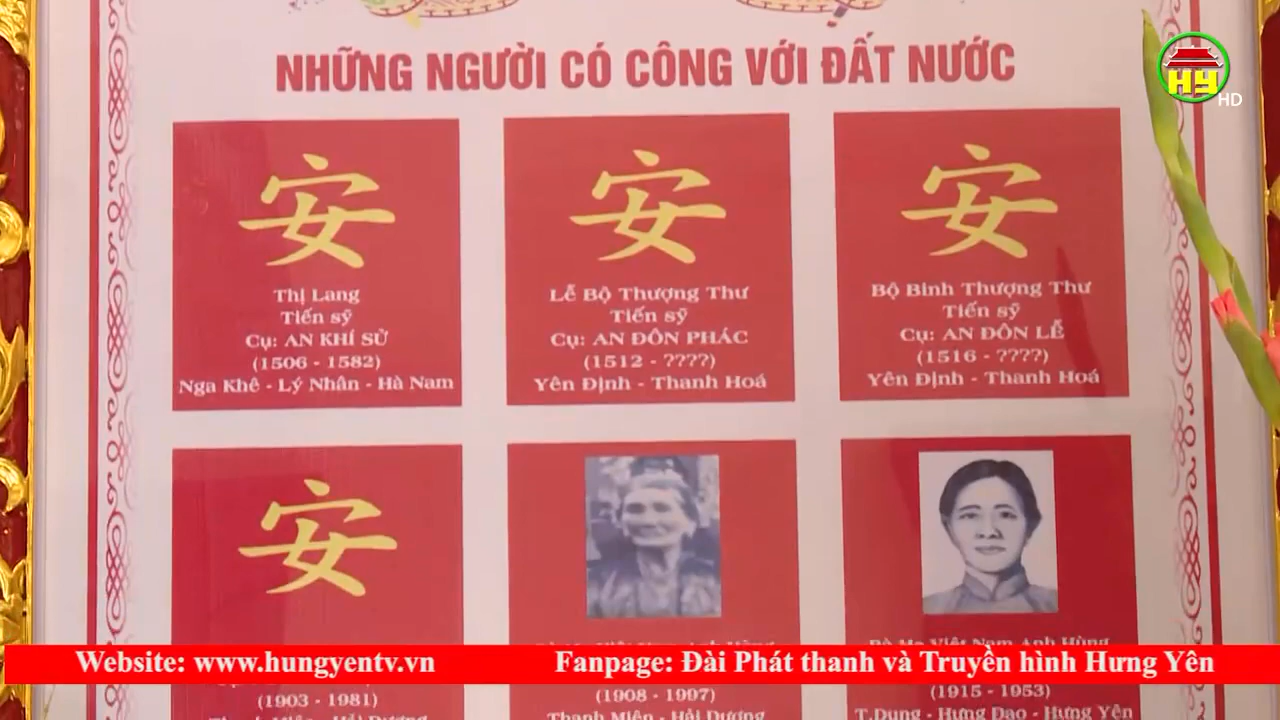 NHỮNG NGƯỜI CÓ CÔNG VỚI ĐẤT NƯỚC
HY
HD
安
Thị Lang
Tiến sỹ
Cụ: AN KHÍ SỬ
(1506 - 1582)
Nga Khê - Lý Nhân - Hà Nam
安
Lễ Bộ Thượng Thư
Tiến sỹ
Cụ: AN ĐÔN PHÁC
(1512 - ????)
Yên Định - Thanh Hoá
安
Bộ Binh Thượng Thư
Tiến sỹ
Cụ: AN ĐÔN LỄ
(1516 - ????)
Yên Định - Thanh Hoá
安
(1903 - 1981)
Hải Dương
(1908 - 1997)
Thanh Miện - Hải Dương
Bà Mẹ Việt Nam Anh Hùng
(1915 - 1953)
T.Dung - Hưng Đạo - Hưng Yên
Website: www.hungyentv.vn
Fanpage: Đài Phát thanh và Truyền hình Hưng Yên